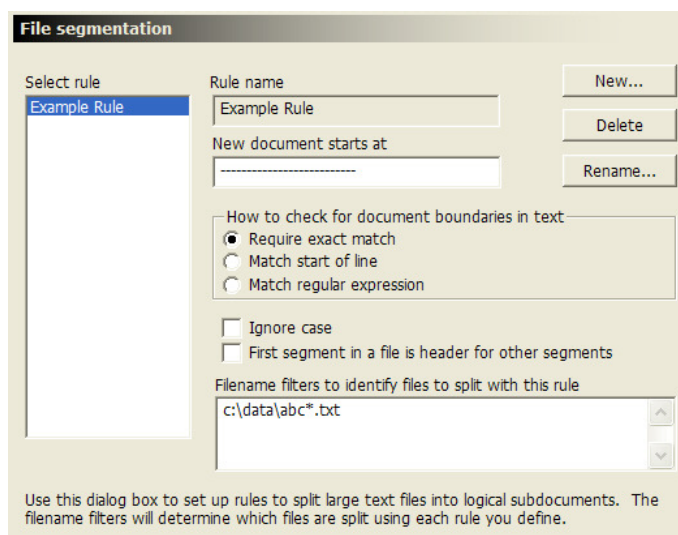 File segmentation
Select rule
Example Rule
Rule name
Example Rule
New document starts at
---------------------------
New...
Delete
Rename...
How to check for document boundaries in text
Require exact match
Match start of line
Match regular expression
Ignore case
First segment in a file is header for other segments
Filename filters to identify files to split with this rule
c:\data\abc*.txt
Use this dialog box to set up rules to split large text files into logical subdocuments. The
filename filters will determine which files are split using each rule you define.